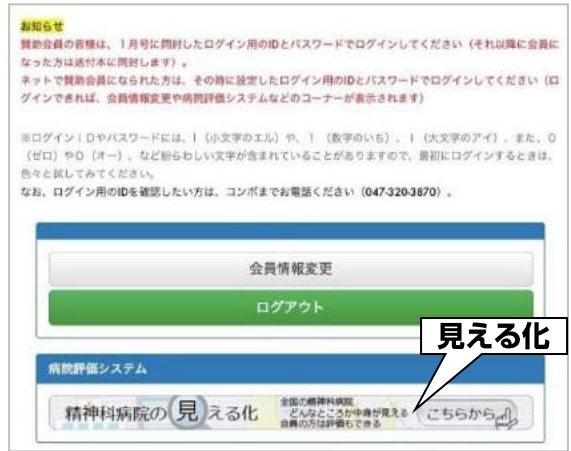 お知らせ
賛助会員の皆様は、1月号に同封したログイン用のIDとパスワードでログインしてください（それ以降に会員に
なった方は送付本に同封します）。
ネットで賛助会員になられた方は、その時に設定したログイン用のIDとパスワードでログインしてください（ロ
グインできれば、会員情報変更や病院評価システムなどのコーナーが表示されます）
※ログインIDやパスワードには、l（小文字のエル）や、1（数字のいち）、I（大文字のアイ）、また、0
（ゼロ）やO（オー）、など紛らわしい文字が含まれていることがありますので、最初にログインするときは、
色々と試してみてください。
なお、ログイン用のIDを確認したい方は、コンボまでお電話ください（047-320-3870）。
会員情報変更
ログアウト
見える化
病院評価システム
精神科病院の見える化
全国の精神科病院
どんなところか中身が見える
会員の方は評価もできる
こちらから